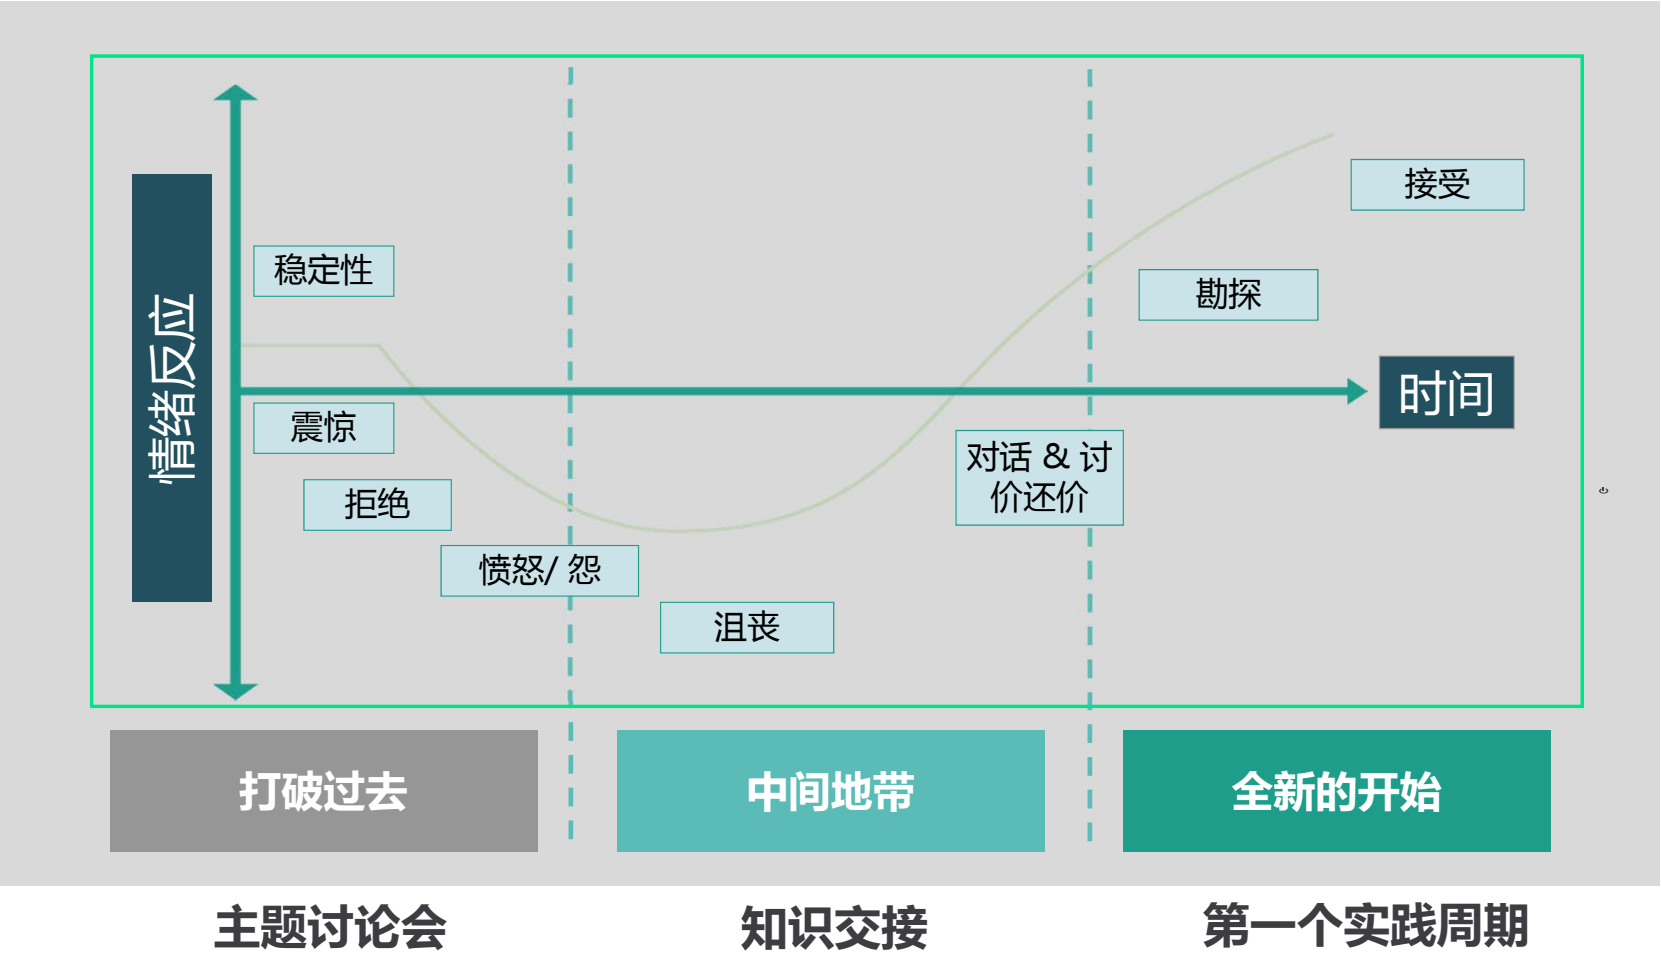 情绪反应
稳定性
震惊
拒绝
愤怒/ 怨
沮丧
对话 & 讨
价还价
勘探
接受
时间
打破过去
中间地带
全新的开始
主题讨论会
知识交接
第一个实践周期